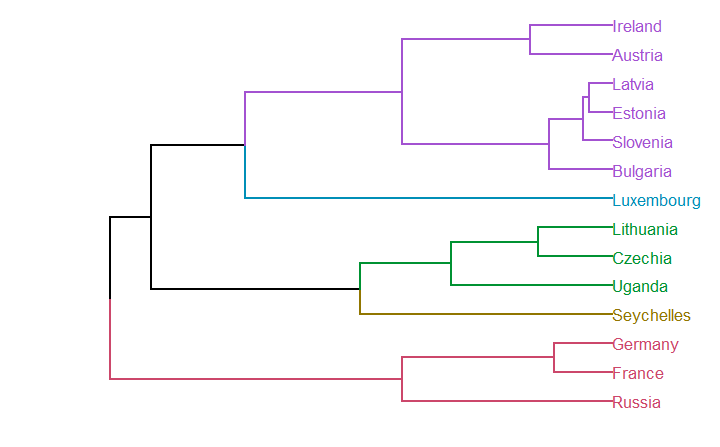 Ireland
Austria
Latvia
Estonia
Slovenia
Bulgaria
Luxembourg
Lithuania
Czechia
Uganda
Seychelles
Germany
France
Russia